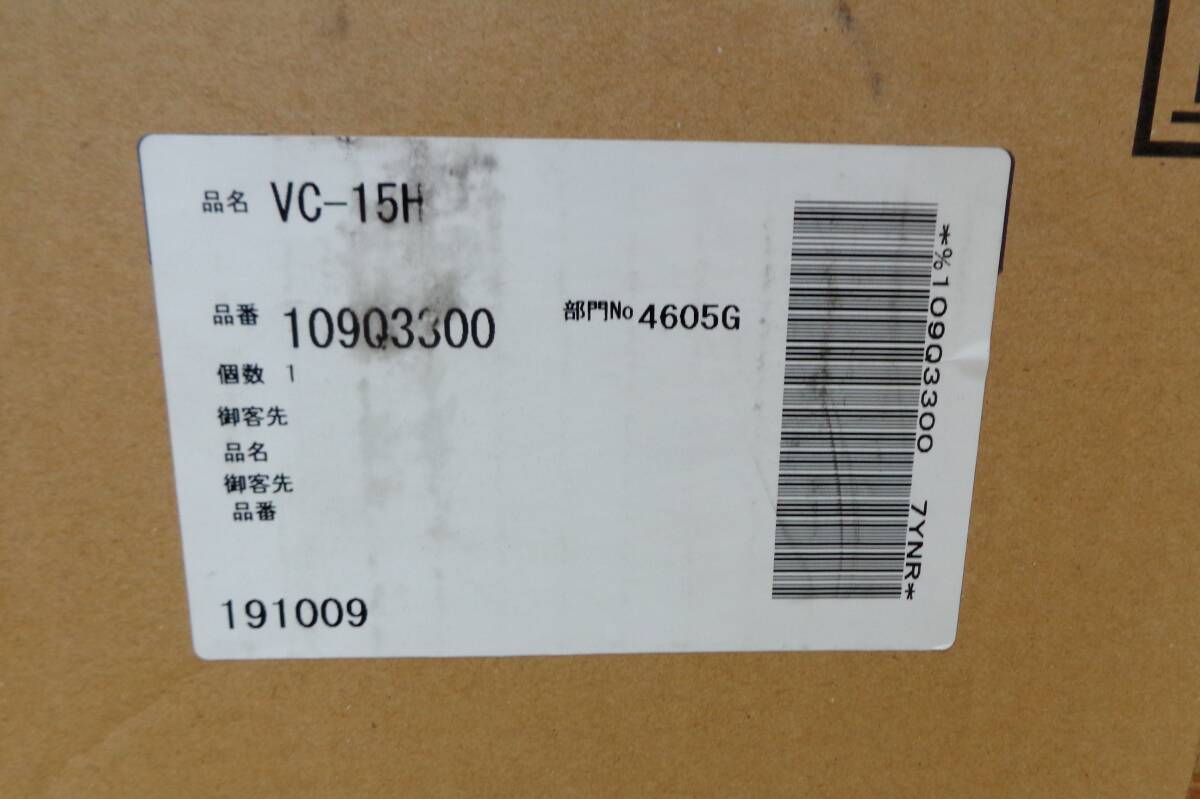 品名 VC-15H
品番 109Q3300 部門No 4605G
個数 1
御客先
品名
御客先
品番
191009
*%109Q3300 7YNR*